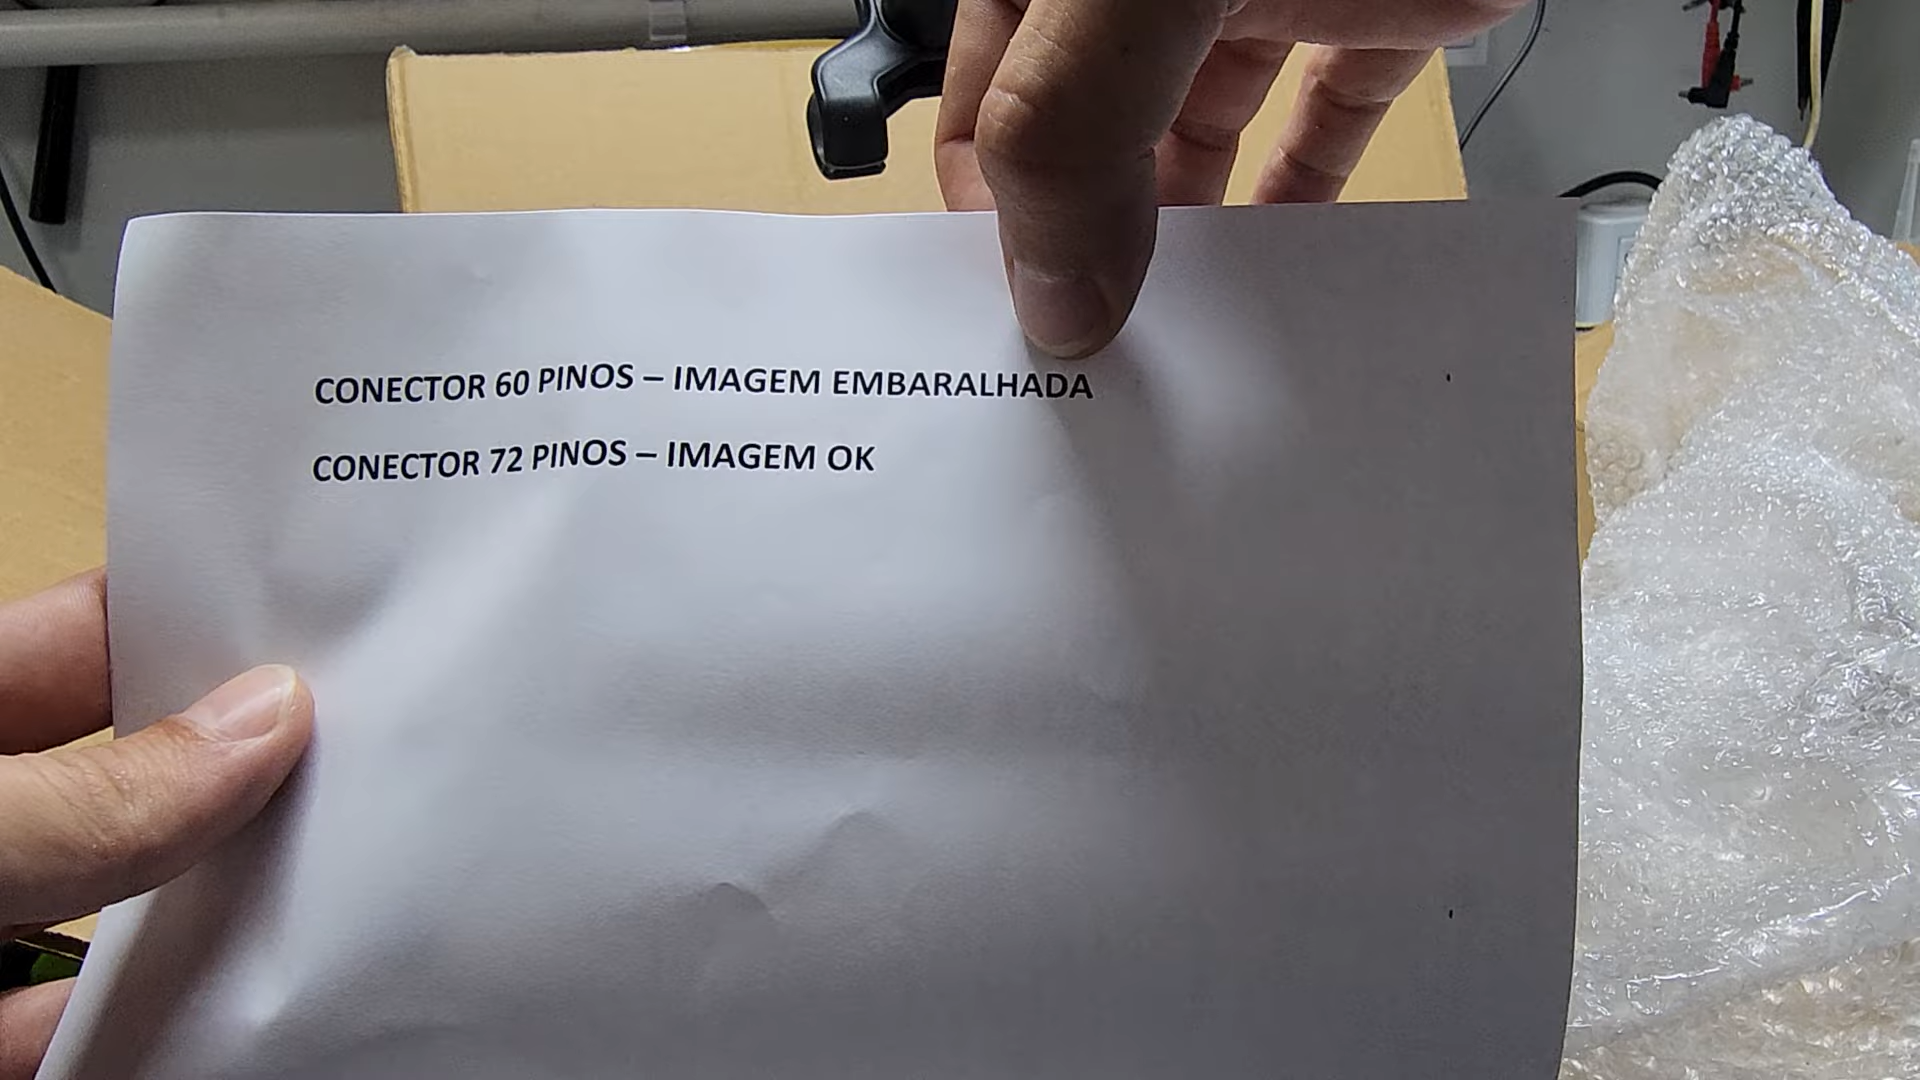 CONECTOR 60 PINOS – IMAGEM EMBARALHADA
CONECTOR 72 PINOS – IMAGEM OK